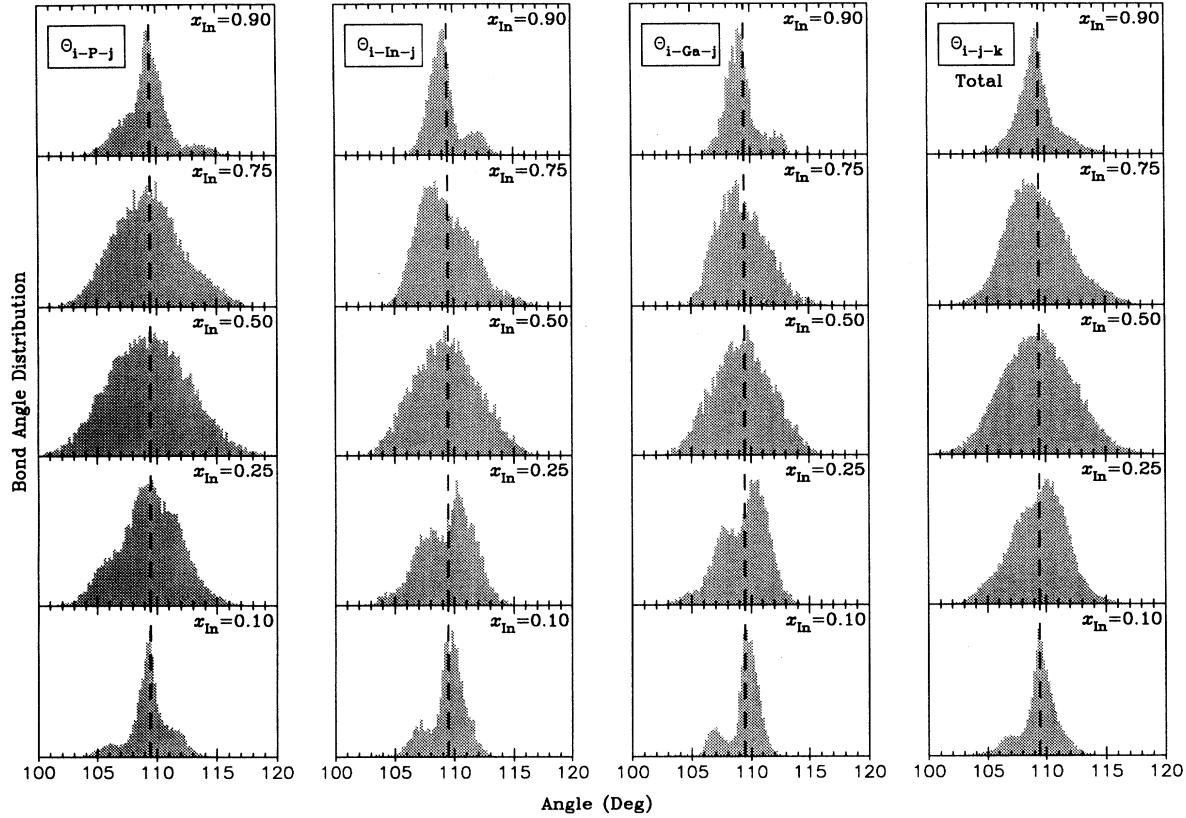 Θi-P-j
xIn=0.90
Θi-In-j
xIn=0.90
Θi-Ga-j
xIn=0.90
Θi-j-k
Total
xIn=0.90
xIn=0.75
xIn=0.75
xIn=0.75
xIn=0.75
xIn=0.50
xIn=0.50
xIn=0.50
xIn=0.50
xIn=0.25
xIn=0.25
xIn=0.25
xIn=0.25
xIn=0.10
xIn=0.10
xIn=0.10
xIn=0.10
Bond Angle Distribution
100 105 110 115 120
100 105 110 115 120
100 105 110 115 120
100 105 110 115 120
Angle (Deg)